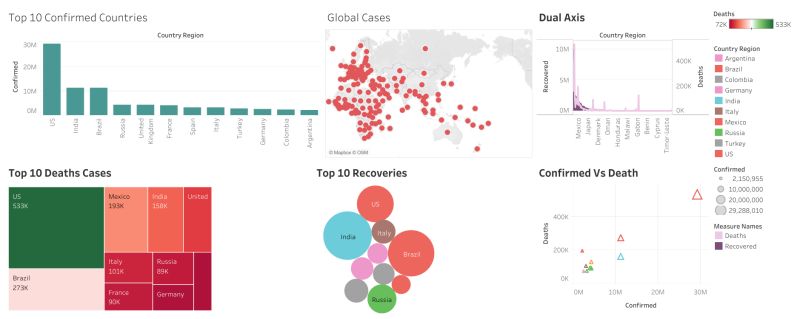 Top 10 Confirmed Countries
Country Region
Confirmed
30M
20M
10M
0M
US
India
Brazil
Russia
United Kingdom
France
Spain
Italy
Turkey
Germany
Colombia
Argentina
Global Cases
© Mapbox © OSM
Dual Axis
Country Region
Recovered
10M
5M
0M
Deaths
400K
200K
0K
Mexico
Japan
Denmark
Oman
Honduras
Malawi
Gabon
Benin
Cyprus
Timor-Leste
Deaths
72K
533K
Country Region
Argentina
Brazil
Colombia
Germany
India
Italy
Mexico
Russia
Turkey
US
Confirmed
2,150,955
10,000,000
20,000,000
29,288,010
Measure Names
Deaths
Recovered
Top 10 Deaths Cases
US
533K
Brazil
273K
Mexico
193K
India
158K
United
Italy
101K
Russia
89K
France
90K
Germany
Top 10 Recoveries
US
India
Italy
Brazil
Russia
Confirmed Vs Death
Deaths
400K
200K
0K
0M
10M
20M
30M
Confirmed